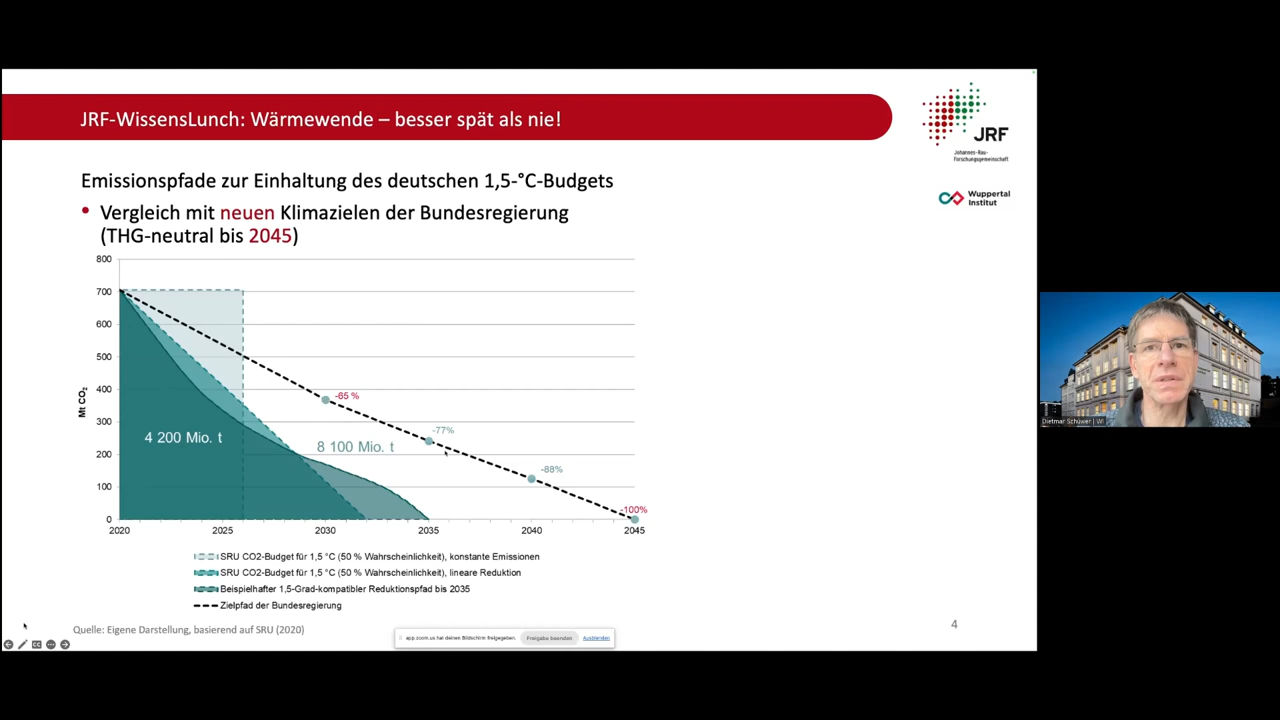 JRF-WissensLunch: Wärmewende – besser spät als nie!
JRF
Johannes-Rau-
Forschungsgemeinschaft
Wuppertal
Institut
Emissionspfade zur Einhaltung des deutschen 1,5-°C-Budgets
• Vergleich mit neuen Klimazielen der Bundesregierung
(THG-neutral bis 2045)
800
700
600
500
400
300
200
100
0
Mt CO₂
-65 %
-77%
-88%
-100%
4 200 Mio. t
8 100 Mio. t
2020
2025
2030
2035
2040
2045
SRU CO2-Budget für 1,5 °C (50 % Wahrscheinlichkeit), konstante Emissionen
SRU CO2-Budget für 1,5 °C (50 % Wahrscheinlichkeit), lineare Reduktion
Beispielhafter 1,5-Grad-kompatibler Reduktionspfad bis 2035
Zielpfad der Bundesregierung
Quelle: Eigene Darstellung, basierend auf SRU (2020)
4
app.zoom.us hat deinen Bildschirm freigegeben.
Freigabe beenden
Ausblenden
Dietmar Schüwer | WI